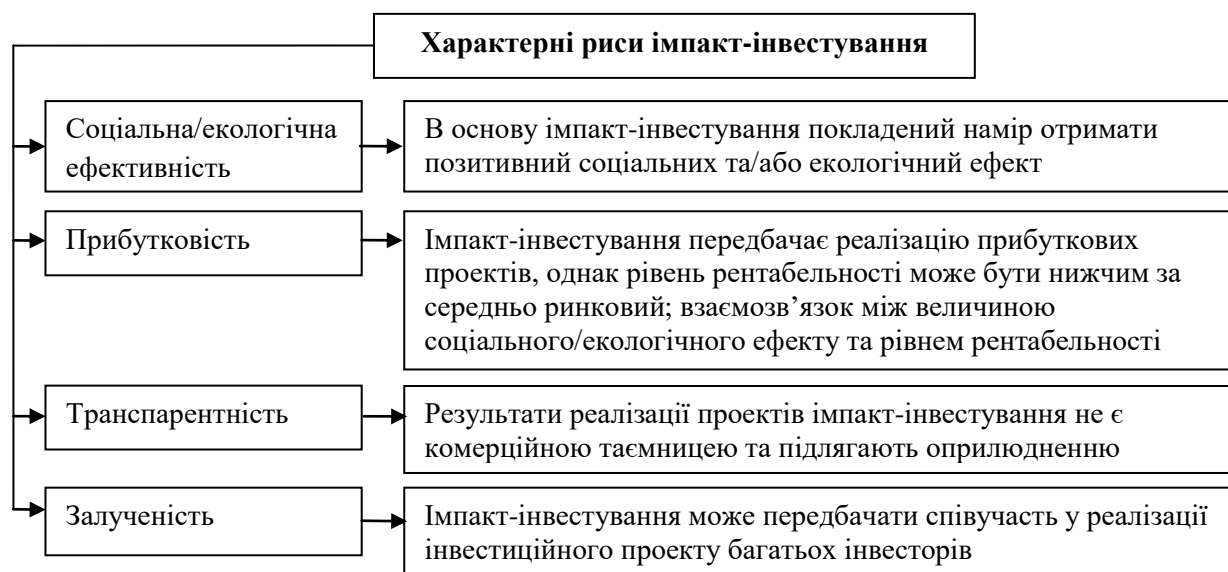 Характерні риси імпакт-інвестування
Соціальна/екологічна
ефективність
В основу імпакт-інвестування покладений намір отримати
позитивний соціальних та/або екологічний ефект
Прибутковість
Імпакт-інвестування передбачає реалізацію прибуткових
проектів, однак рівень рентабельності може бути нижчим за
середньо ринковий; взаємозв’язок між величиною
соціального/екологічного ефекту та рівнем рентабельності
Транспарентність
Результати реалізації проектів імпакт-інвестування не є
комерційною таємницею та підлягають оприлюдненню
Залученість
Імпакт-інвестування може передбачати співучасть у реалізації
інвестиційного проекту багатьох інвесторів